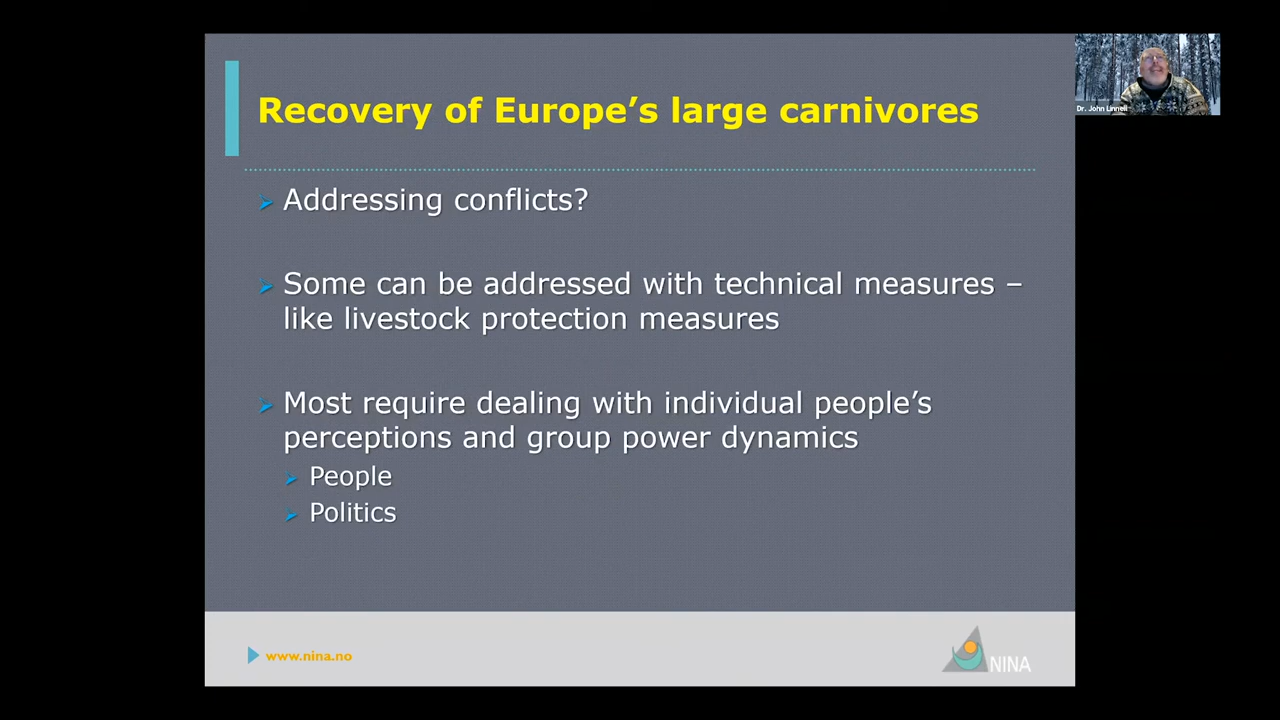 Recovery of Europe’s large carnivores
Dr. John Linnell
Addressing conflicts?
Some can be addressed with technical measures –
like livestock protection measures
Most require dealing with individual people’s
perceptions and group power dynamics
People
Politics
www.nina.no
NINA